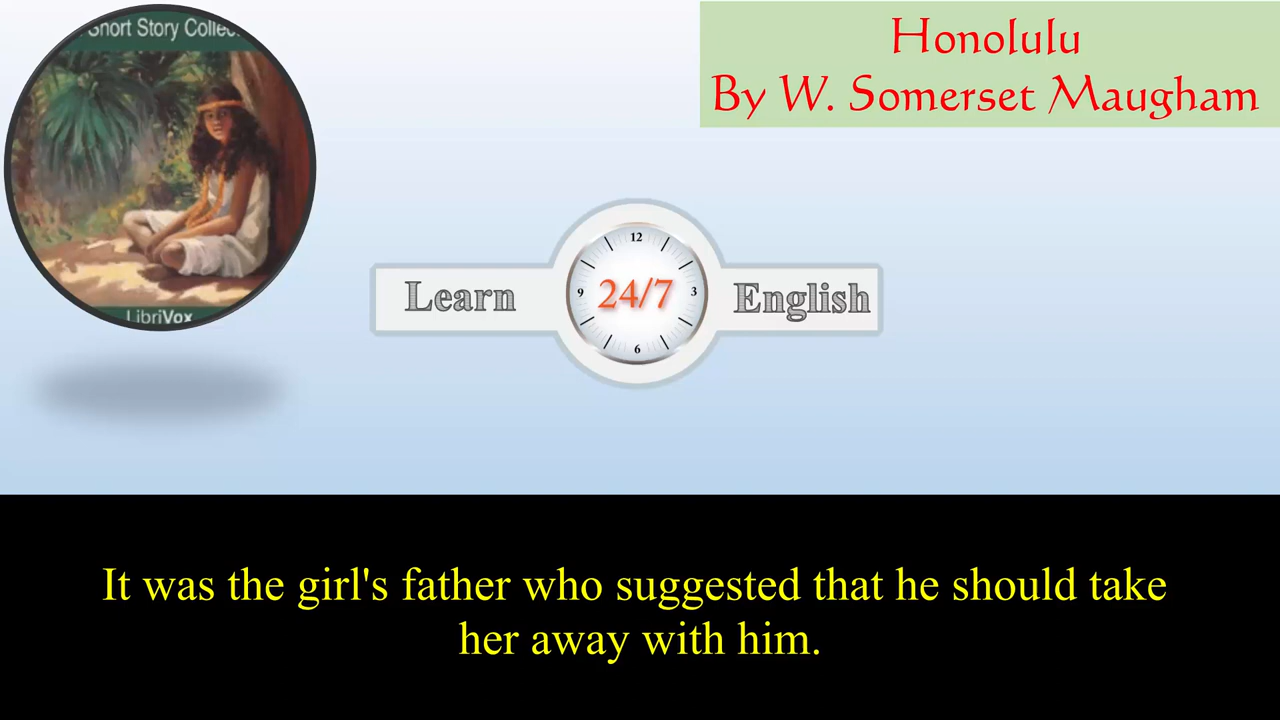 Short Story Collec
LibriVox
Honolulu
By W. Somerset Maugham
Learn 24/7 English
12
9
3
6
It was the girl's father who suggested that he should take
her away with him.